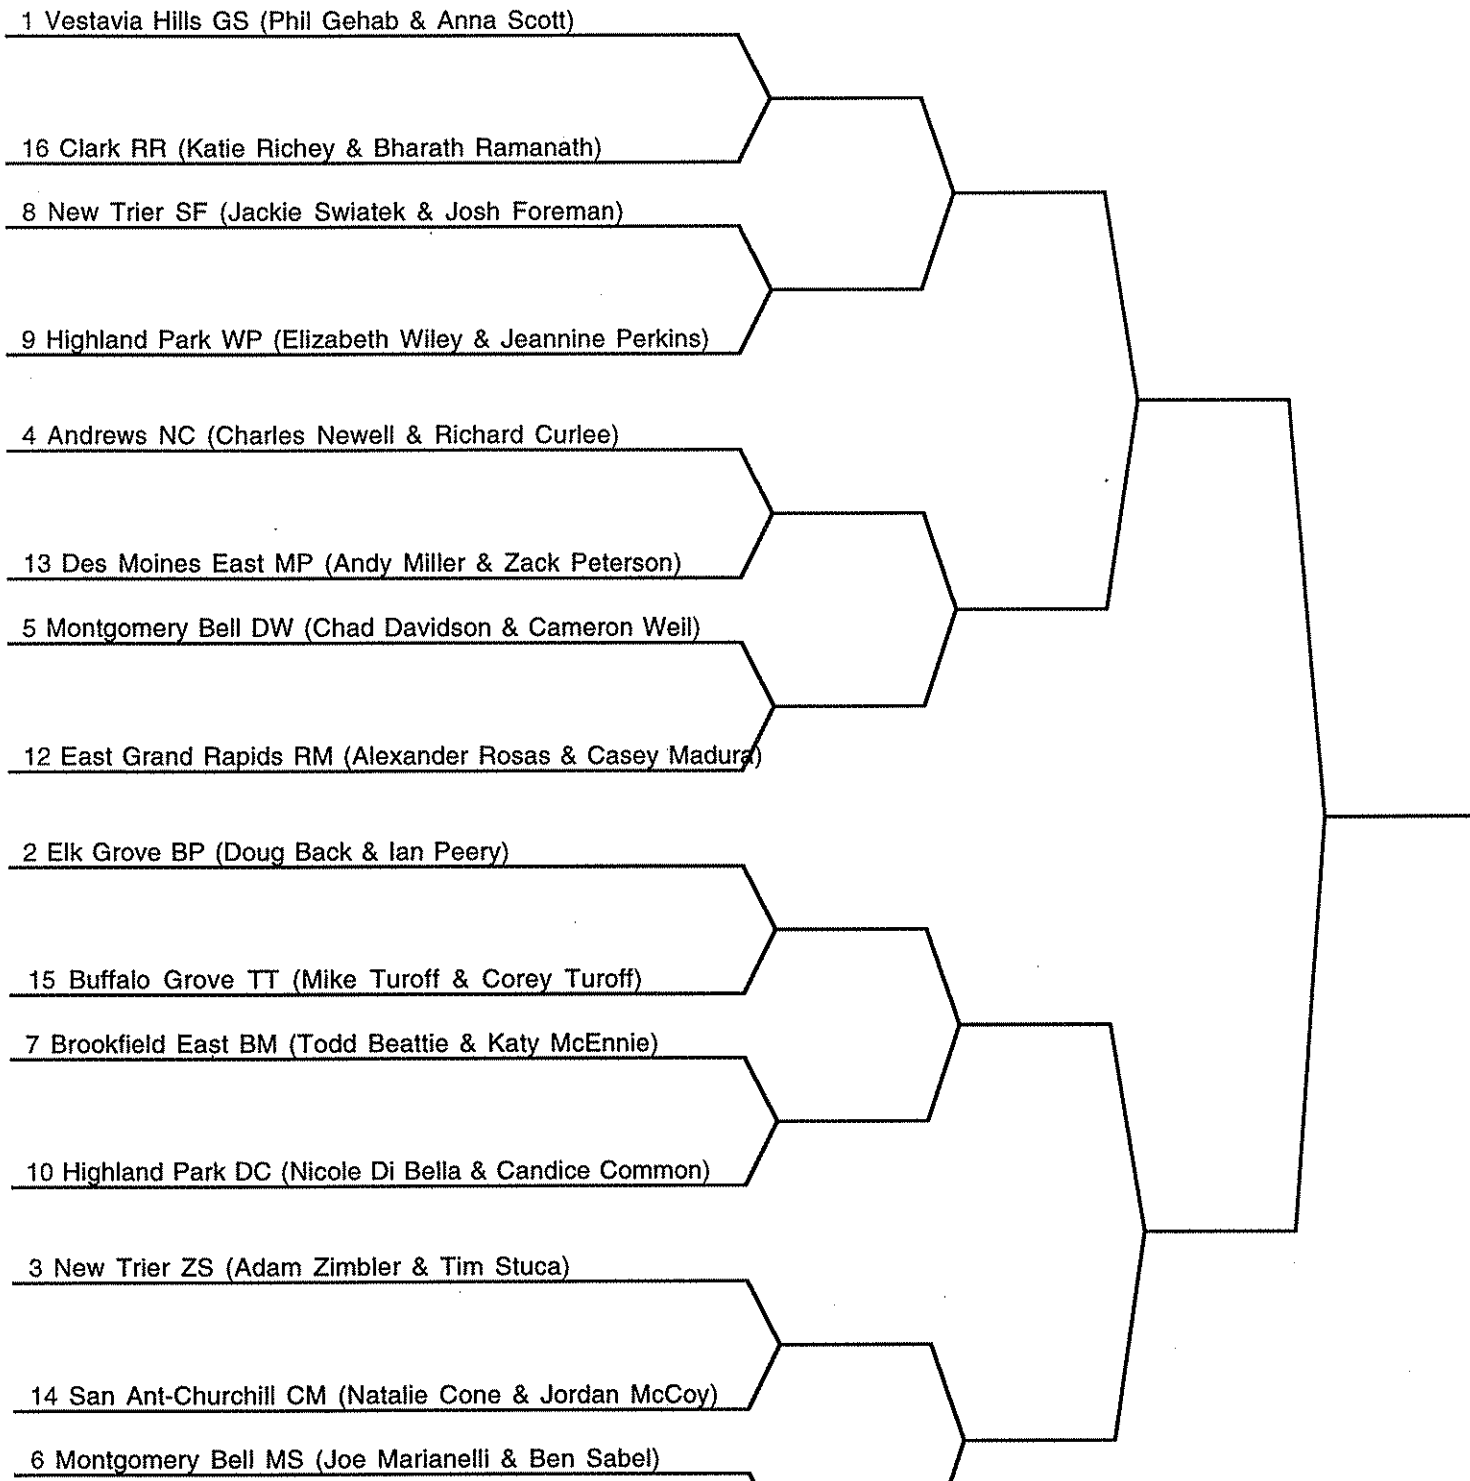 1 Vestavia Hills GS (Phil Gehab & Anna Scott)
16 Clark RR (Katie Richey & Bharath Ramanath)
8 New Trier SF (Jackie Swiatek & Josh Foreman)
9 Highland Park WP (Elizabeth Wiley & Jeannine Perkins)
4 Andrews NC (Charles Newell & Richard Curlee)
13 Des Moines East MP (Andy Miller & Zack Peterson)
5 Montgomery Bell DW (Chad Davidson & Cameron Weil)
12 East Grand Rapids RM (Alexander Rosas & Casey Madura)
2 Elk Grove BP (Doug Back & Ian Peery)
15 Buffalo Grove TT (Mike Turoff & Corey Turoff)
7 Brookfield East BM (Todd Beattie & Katy McEnnie)
10 Highland Park DC (Nicole Di Bella & Candice Common)
3 New Trier ZS (Adam Zimbler & Tim Stuca)
14 San Ant-Churchill CM (Natalie Cone & Jordan McCoy)
6 Montgomery Bell MS (Joe Marianelli & Ben Sabel)